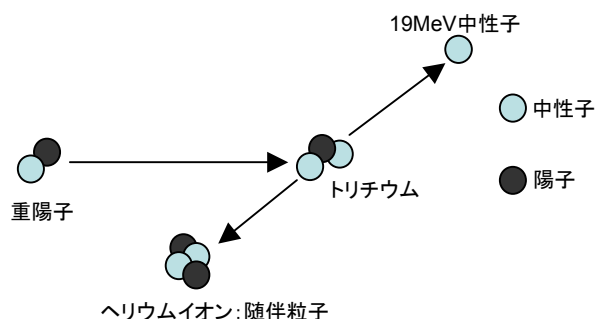 19MeV中性子
中性子
陽子
重陽子
トリチウム
ヘリウムイオン:随伴粒子